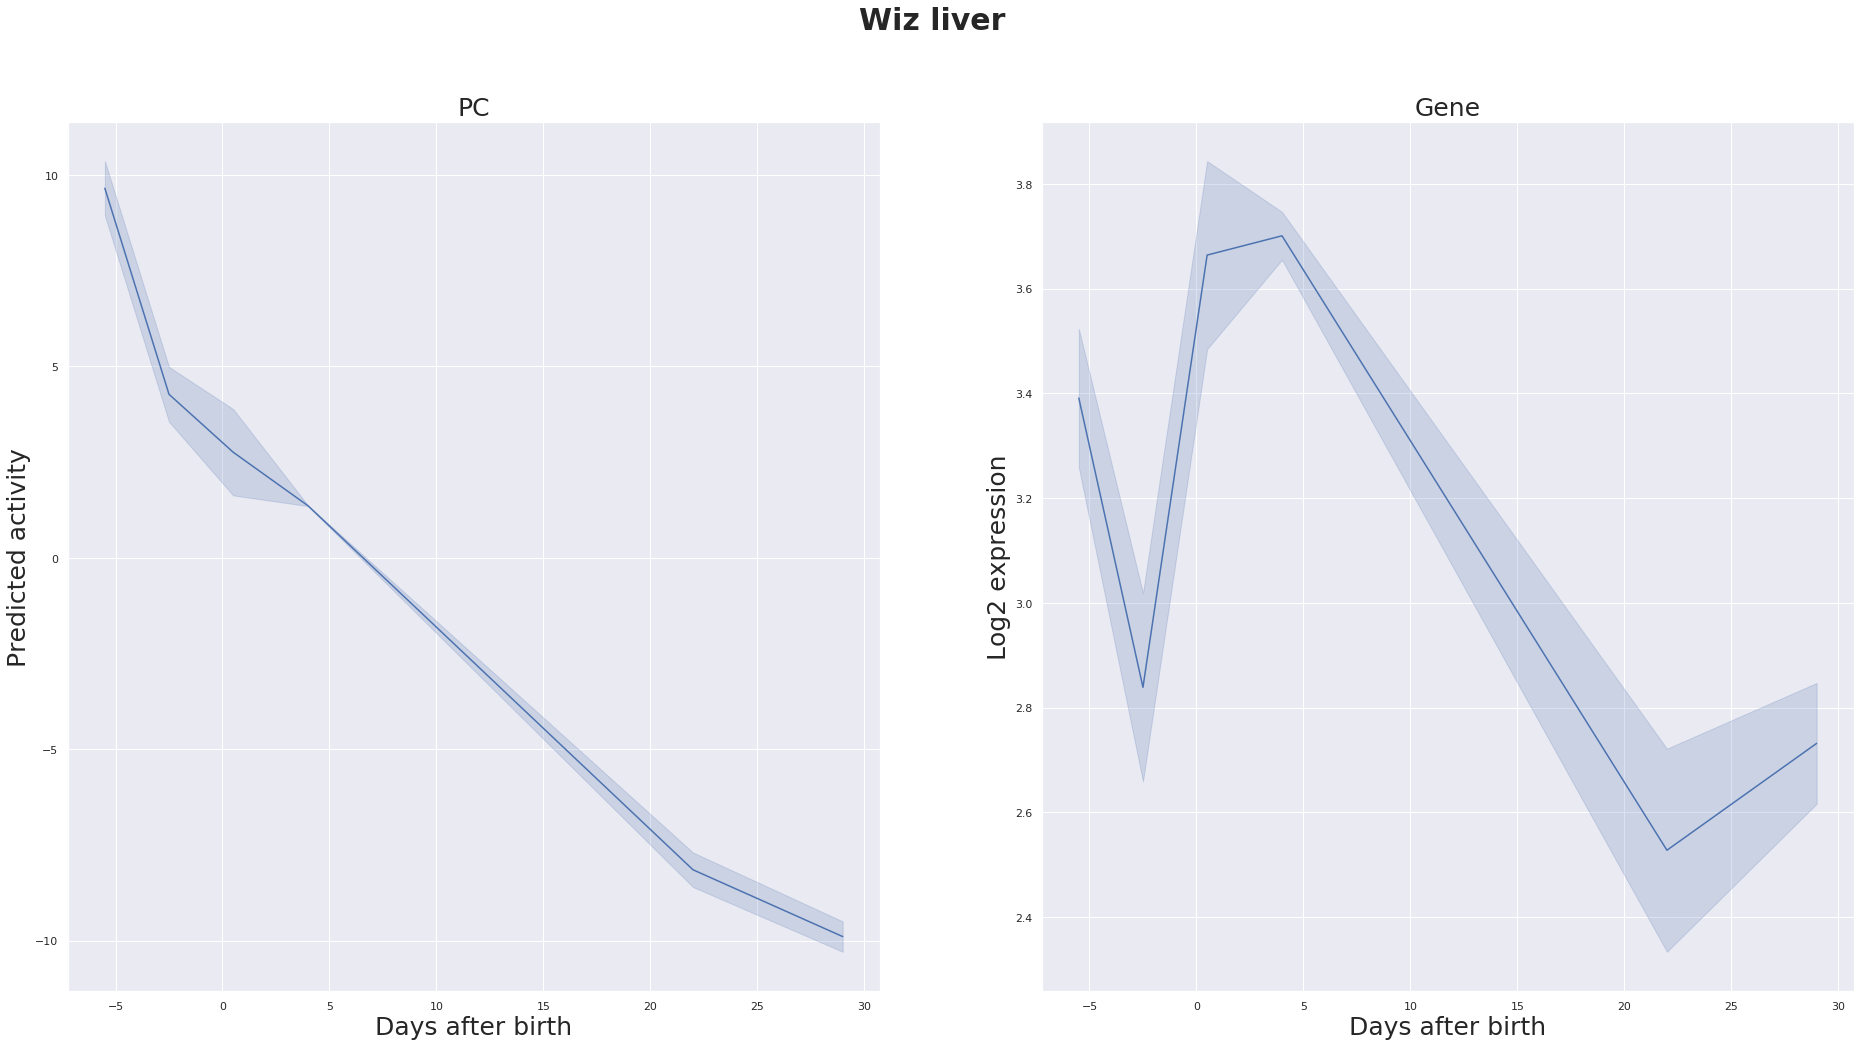 Wiz liver
PC
Predicted activity
10
5
0
−5
−10
−5 0 5 10 15 20 25 30
Days after birth
Gene
Log2 expression
3.8
3.6
3.4
3.2
3.0
2.8
2.6
2.4
−5 0 5 10 15 20 25 30
Days after birth